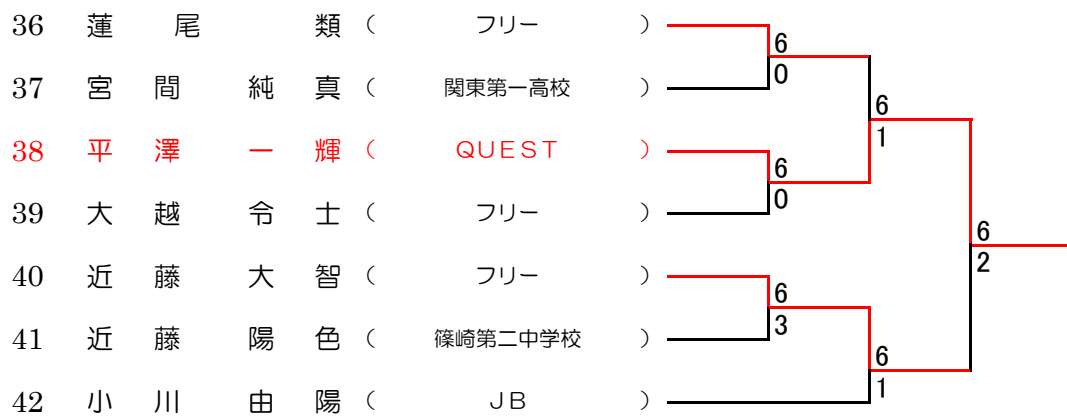 36 蓮尾 類 ( フリー )
37 宮間 純真 ( 関東第一高校 )
38 平澤 一輝 ( QUEST )
39 大越 令士 ( フリー )
40 近藤 大智 ( フリー )
41 近藤 陽色 ( 篠崎第二中学校 )
42 小川 由陽 ( JB )
6
0
6
1
6
0
6
2
6
3
6
1